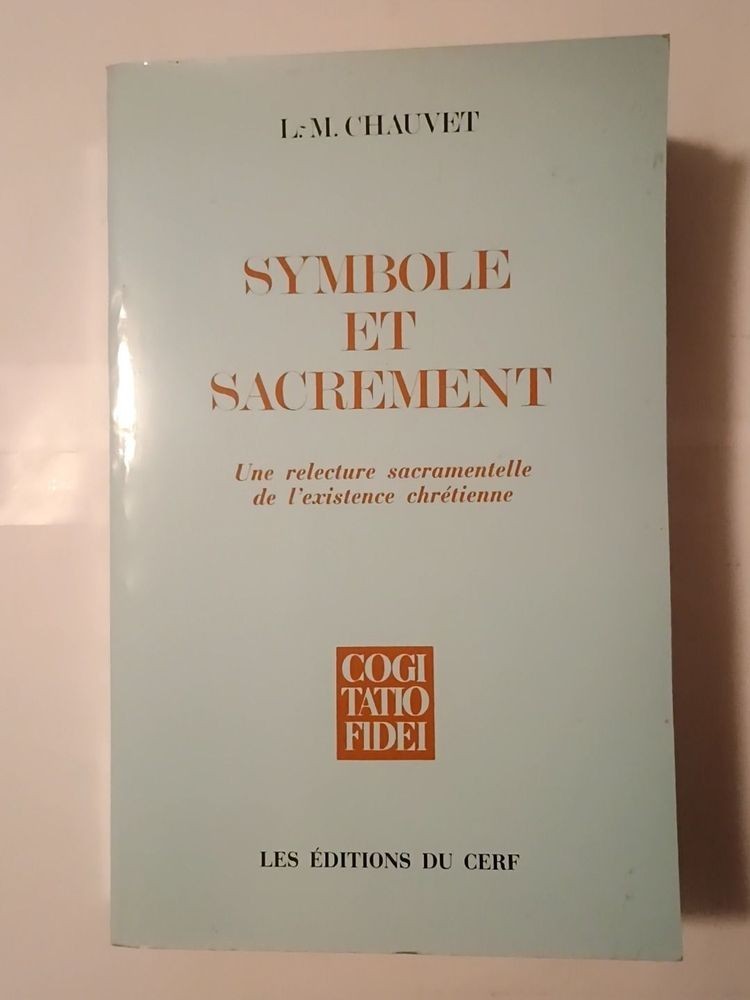 L.-M. CHAUVET
SYMBOLE
ET
SACREMENT
Une relecture sacramentelle
de l'existence chrétienne
COGI
TATIO
FIDEI
LES ÉDITIONS DU CERF